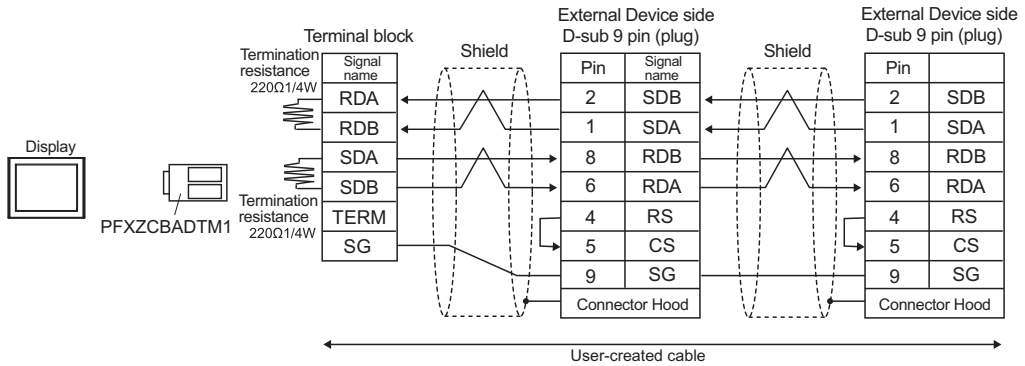 Display
PFXZCBADTM1
Termination
resistance
220Ω1/4W
Termination
resistance
220Ω1/4W
Terminal block
Signal
name
RDA
RDB
SDA
SDB
TERM
SG
Shield
External Device side
D-sub 9 pin (plug)
Pin Signal
name
2 SDB
1 SDA
8 RDB
6 RDA
4 RS
5 CS
9 SG
Connector Hood
Shield
External Device side
D-sub 9 pin (plug)
Pin
2 SDB
1 SDA
8 RDB
6 RDA
4 RS
5 CS
9 SG
Connector Hood
User-created cable